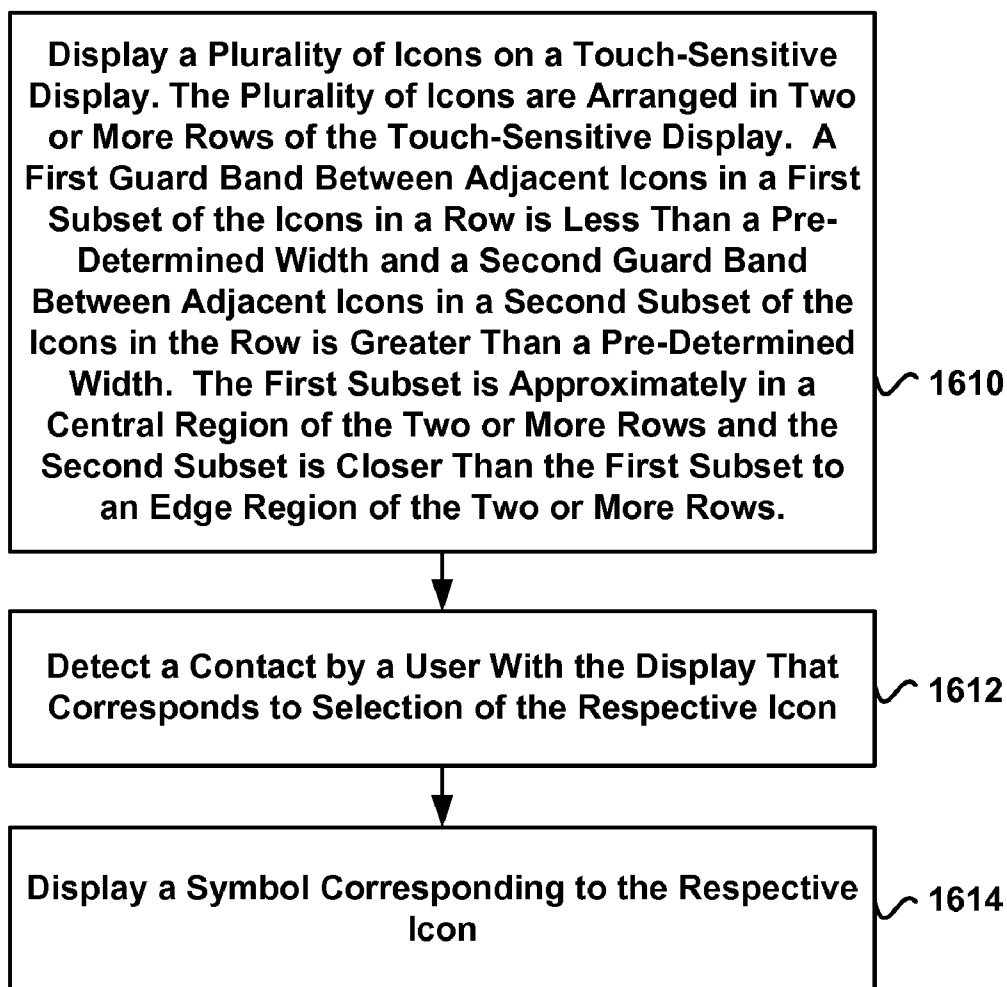 Display a Plurality of Icons on a Touch-Sensitive
Display. The Plurality of Icons are Arranged in Two
or More Rows of the Touch-Sensitive Display.  A
First Guard Band Between Adjacent Icons in a First
Subset of the Icons in a Row is Less Than a Pre-
Determined Width and a Second Guard Band
Between Adjacent Icons in a Second Subset of the
Icons in the Row is Greater Than a Pre-Determined
Width.  The First Subset is Approximately in a
Central Region of the Two or More Rows and the
Second Subset is Closer Than the First Subset to
an Edge Region of the Two or More Rows.
1610
Detect a Contact by a User With the Display That
Corresponds to Selection of the Respective Icon
1612
Display a Symbol Corresponding to the Respective
Icon
1614